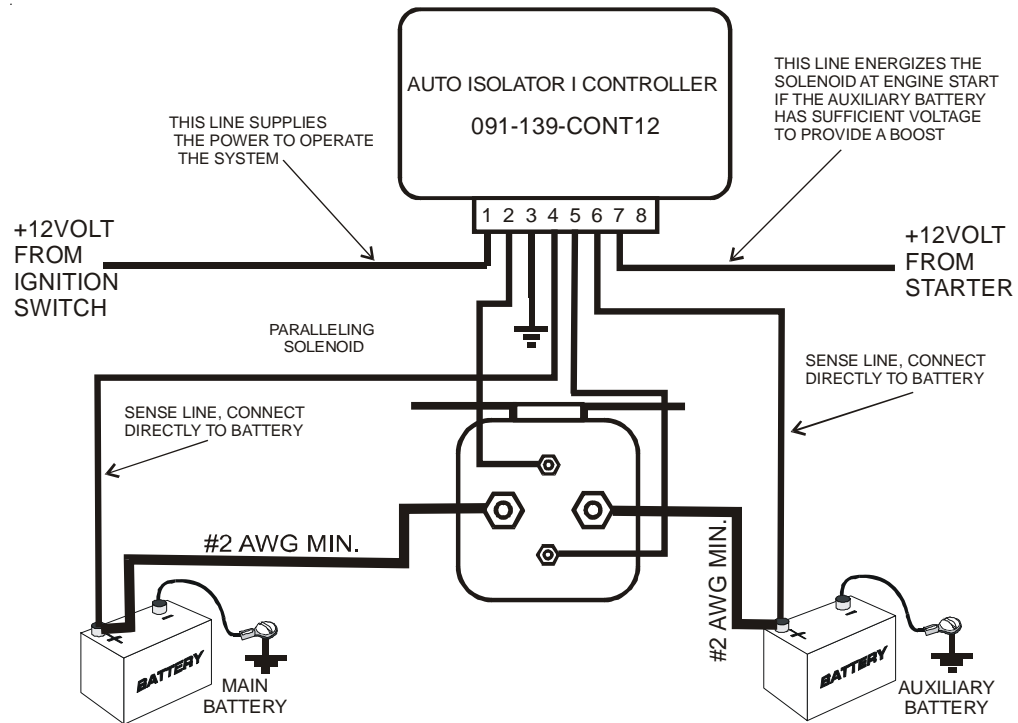 AUTO ISOLATOR I CONTROLLER
091-139-CONT12
THIS LINE ENERGIZES THE
SOLENOID AT ENGINE START
IF THE AUXILIARY BATTERY
HAS SUFFICIENT VOLTAGE
TO PROVIDE A BOOST
THIS LINE SUPPLIES
THE POWER TO OPERATE
THE SYSTEM
1 2 3 4 5 6 7 8
+12VOLT
FROM
IGNITION
SWITCH
+12VOLT
FROM
STARTER
PARALLELING
SOLENOID
SENSE LINE, CONNECT
DIRECTLY TO BATTERY
SENSE LINE, CONNECT
DIRECTLY TO BATTERY
#2 AWG MIN.
#2 AWG MIN.
+ -
BATTERY
MAIN
BATTERY
+ -
BATTERY
AUXILIARY
BATTERY